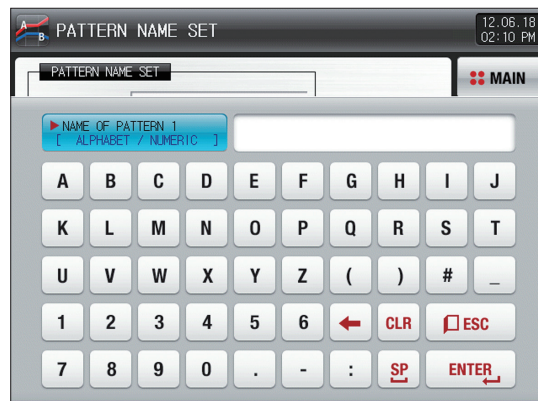 A B PATTERN NAME SET 12.06.18
02:10 PM
PATTERN NAME SET MAIN
NAME OF PATTERN 1
[ ALPHABET / NUMERIC ]
A B C D E F G H I J
K L M N O P Q R S T
U V W X Y Z ( ) # _
1 2 3 4 5 6 CLR ESC
7 8 9 0 . - : SP ENTER